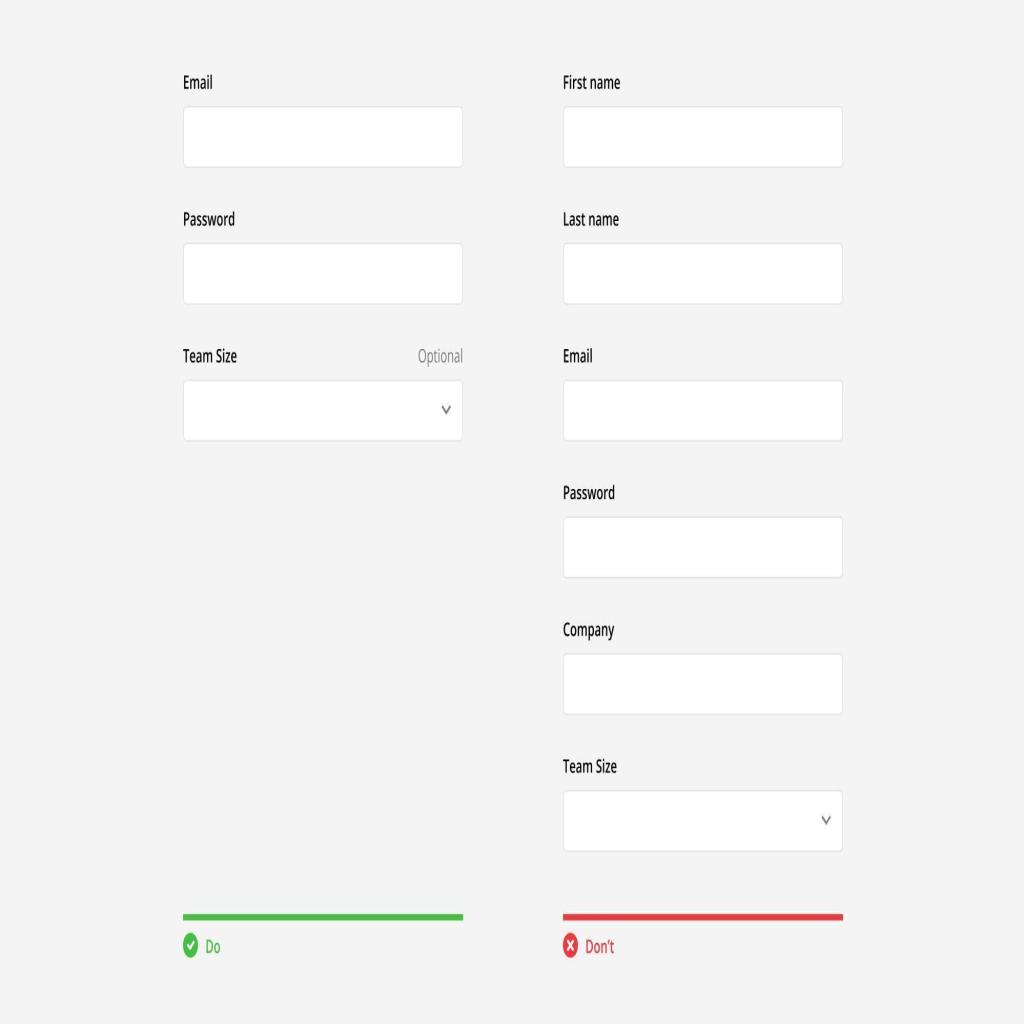 Email
Password
Team Size
Optional
Do
First name
Last name
Email
Password
Company
Team Size
Don't